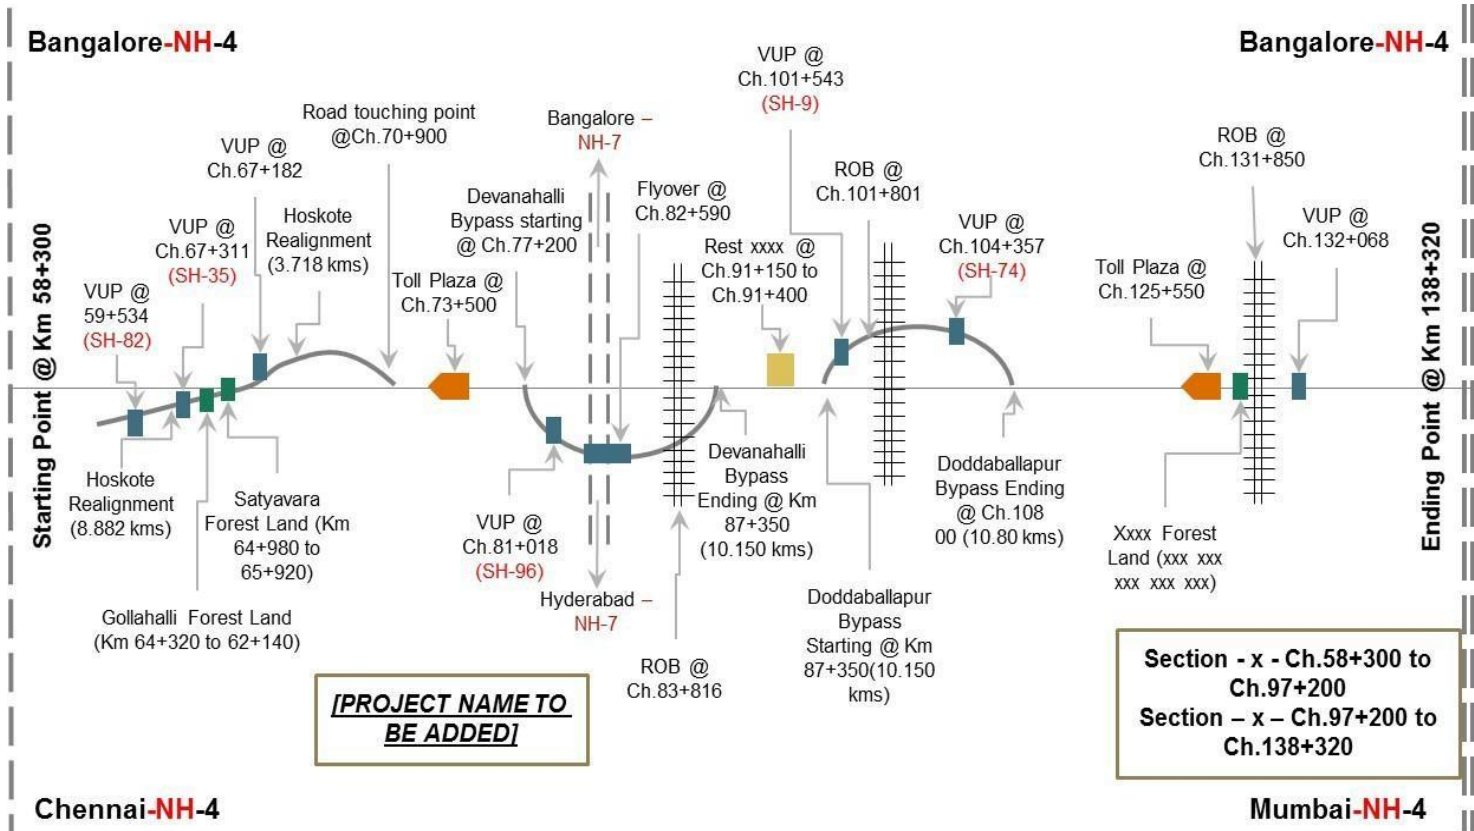 Bangalore-NH-4
Bangalore-NH-4
Starting Point @ Km 58+300
VUP @
59+534
(SH-82)
VUP @
Ch.67+311
(SH-35)
VUP @
Ch.67+182
Hoskote
Realignment
(3.718 kms)
Road touching point
@Ch.70+900
Toll Plaza @
Ch.73+500
Devanahalli
Bypass starting
@ Ch.77+200
Bangalore –
NH-7
Flyover @
Ch.82+590
Rest xxxx @
Ch.91+150 to
Ch.91+400
VUP @
Ch.101+543
(SH-9)
ROB @
Ch.101+801
VUP @
Ch.104+357
(SH-74)
Toll Plaza @
Ch.125+550
ROB @
Ch.131+850
VUP @
Ch.132+068
Ending Point @ Km 138+320
Hoskote
Realignment
(8.882 kms)
Satyavara
Forest Land (Km
64+980 to
65+920)
Gollahalli Forest Land
(Km 64+320 to 62+140)
VUP @
Ch.81+018
(SH-96)
Hyderabad –
NH-7
ROB @
Ch.83+816
Devanahalli
Bypass
Ending @ Km
87+350
(10.150 kms)
Doddaballapur
Bypass
Starting @ Km
87+350(10.150
kms)
Doddaballapur
Bypass Ending
@ Ch.108
00 (10.80 kms)
Xxxx Forest
Land (xxx xxx
xxx xxx xxx)
[PROJECT NAME TO
BE ADDED]
Section - x - Ch.58+300 to
Ch.97+200
Section – x – Ch.97+200 to
Ch.138+320
Chennai-NH-4
Mumbai-NH-4